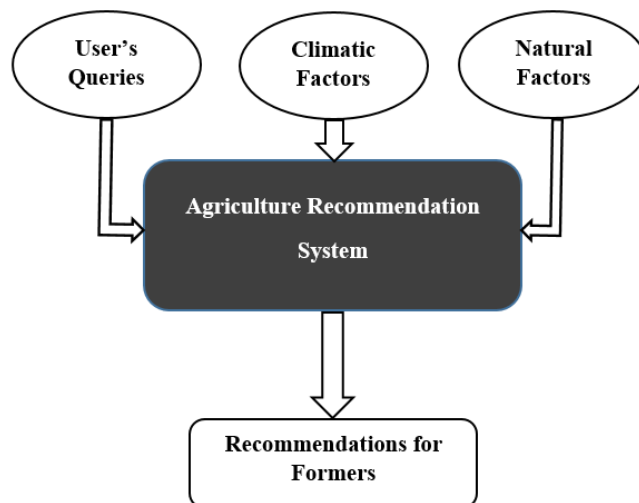 User's
Queries
Climatic
Factors
Natural
Factors
Agriculture Recommendation
System
Recommendations for
Formers